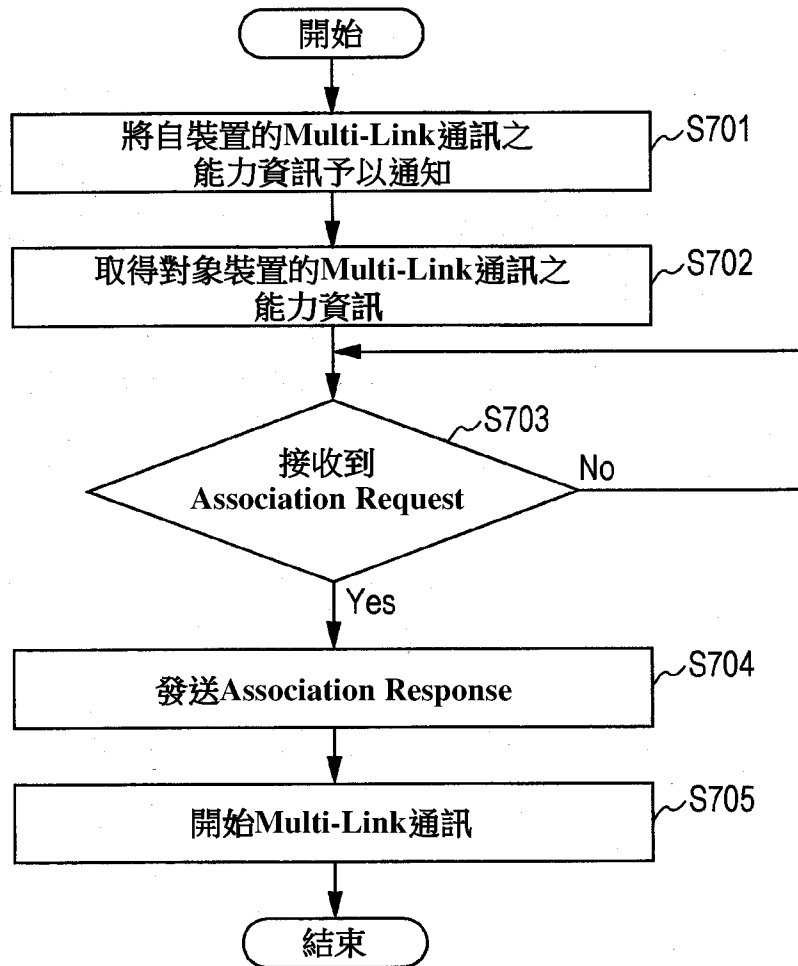 開始
將自裝置的Multi-Link通訊之
能力資訊予以通知
S701
取得對象裝置的Multi-Link通訊之
能力資訊
S702
S703
接收到
Association Request
No
Yes
發送Association Response
S704
開始Multi-Link通訊
S705
結束